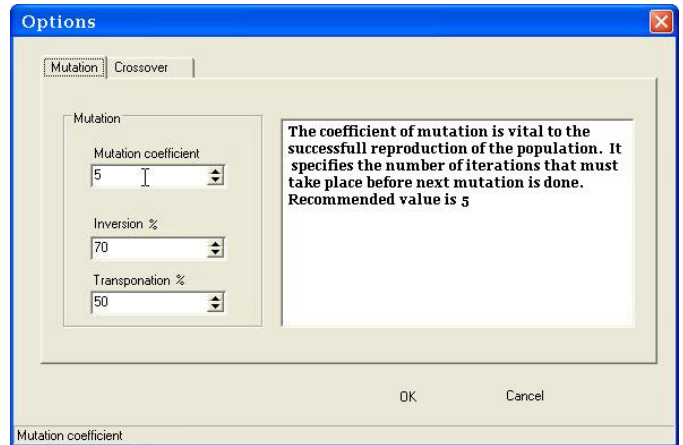 Options
Mutation Crossover
Mutation
Mutation coefficient
5
Inversion %
70
Transponation %
50
The coefficient of mutation is vital to the
successfull reproduction of the population. It
specifies the number of iterations that must
take place before next mutation is done.
Recommended value is 5
OK Cancel
Mutation coefficient